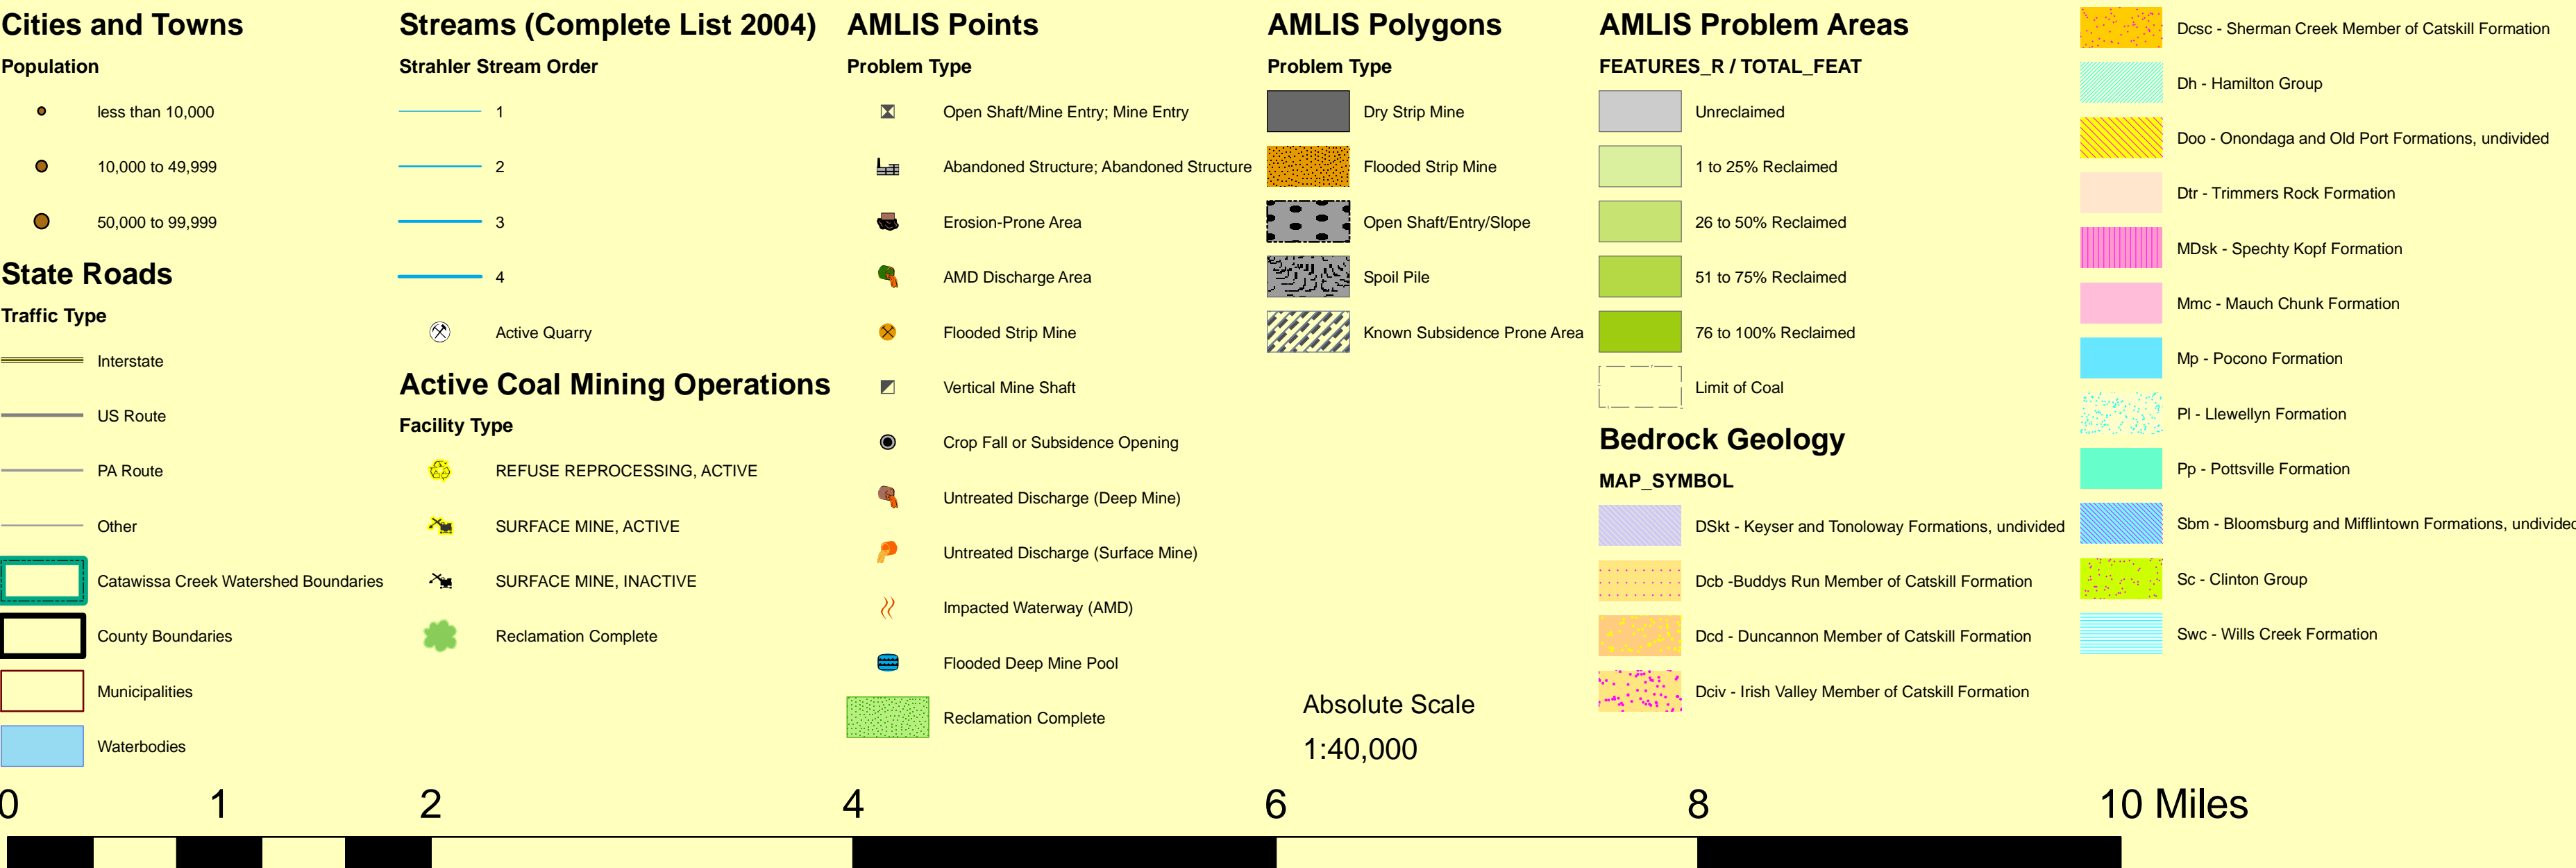 Cities and Towns
Population
less than 10,000
10,000 to 49,999
50,000 to 99,999
State Roads
Traffic Type
Interstate
US Route
PA Route
Other
Catawissa Creek Watershed Boundaries
County Boundaries
Municipalities
Waterbodies
Streams (Complete List 2004)
Strahler Stream Order
1
2
3
4
Active Quarry
Active Coal Mining Operations
Facility Type
REFUSE REPROCESSING, ACTIVE
SURFACE MINE, ACTIVE
SURFACE MINE, INACTIVE
Reclamation Complete
AMLIS Points
Problem Type
Open Shaft/Mine Entry; Mine Entry
Abandoned Structure; Abandoned Structure
Erosion-Prone Area
AMD Discharge Area
Flooded Strip Mine
Vertical Mine Shaft
Crop Fall or Subsidence Opening
Untreated Discharge (Deep Mine)
Untreated Discharge (Surface Mine)
Impacted Waterway (AMD)
Flooded Deep Mine Pool
Reclamation Complete
AMLIS Polygons
Problem Type
Dry Strip Mine
Flooded Strip Mine
Open Shaft/Entry/Slope
Spoil Pile
Known Subsidence Prone Area
Absolute Scale
1:40,000
AMLIS Problem Areas
FEATURES_R / TOTAL_FEAT
Unreclaimed
1 to 25% Reclaimed
26 to 50% Reclaimed
51 to 75% Reclaimed
76 to 100% Reclaimed
Limit of Coal
Bedrock Geology
MAP_SYMBOL
DSkt - Keyser and Tonoloway Formations, undivided
Dcb -Buddys Run Member of Catskill Formation
Dcd - Duncannon Member of Catskill Formation
Dciv - Irish Valley Member of Catskill Formation
Dcsc - Sherman Creek Member of Catskill Formation
Dh - Hamilton Group
Doo - Onondaga and Old Port Formations, undivided
Dtr - Trimmers Rock Formation
MDsk - Spechty Kopf Formation
Mmc - Mauch Chunk Formation
Mp - Pocono Formation
Pl - Llewellyn Formation
Pp - Pottsville Formation
Sbm - Bloomsburg and Mifflintown Formations, undivided
Sc - Clinton Group
Swc - Wills Creek Formation
0 1 2 4 6 8 10 Miles